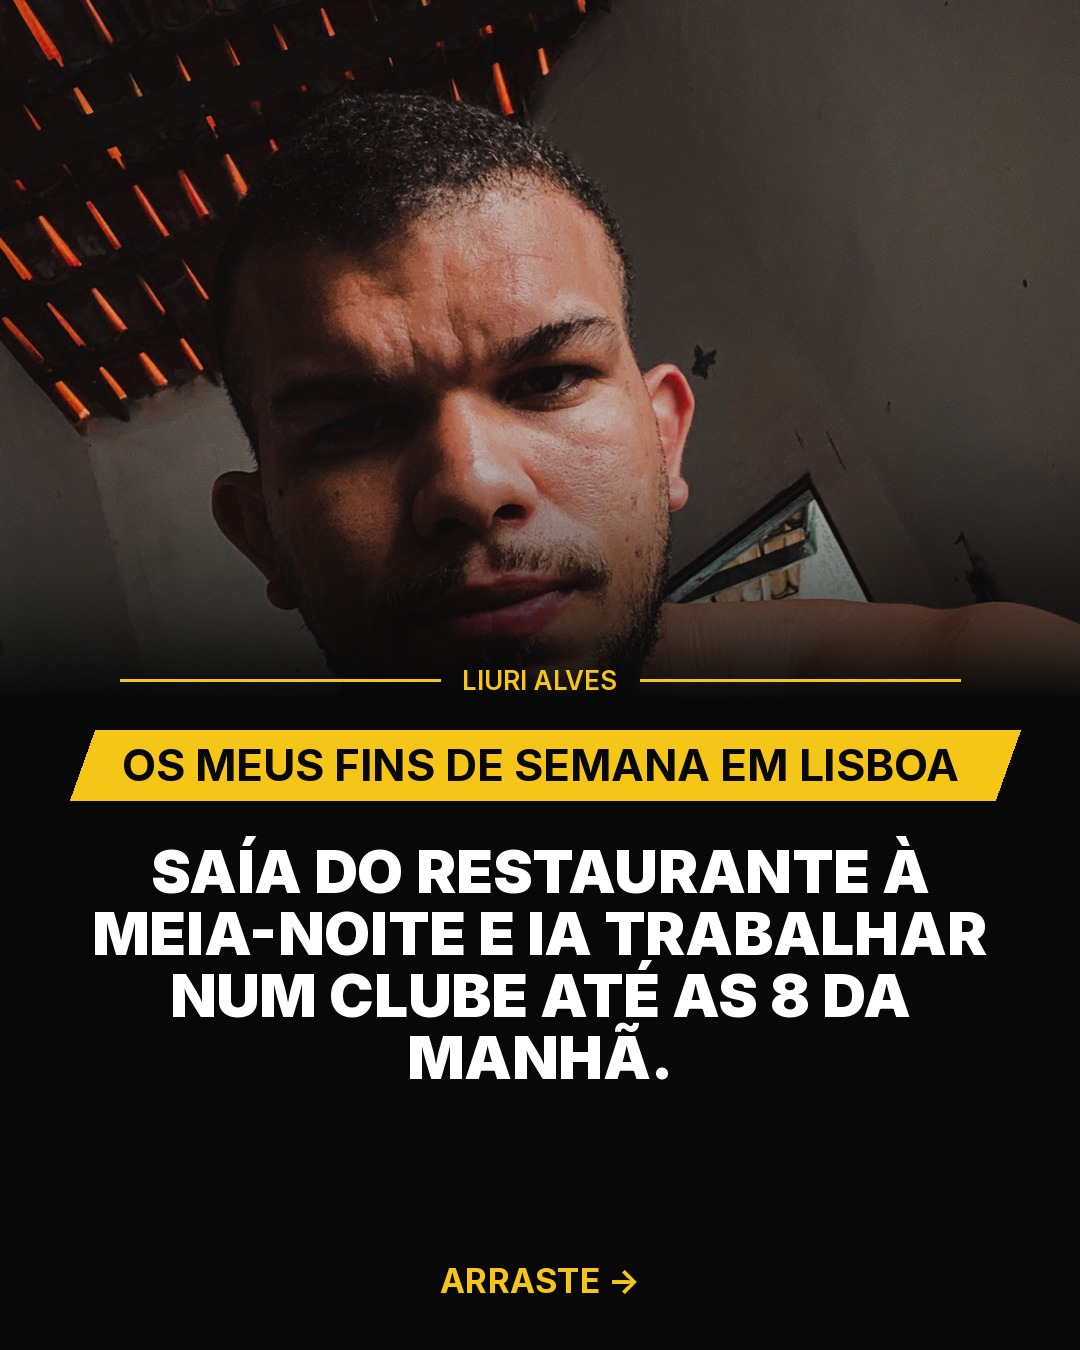 LIURI ALVES
OS MEUS FINS DE SEMANA EM LISBOA
SAÍA DO RESTAURANTE À
MEIA-NOITE E IA TRABALHAR
NUM CLUBE ATÉ AS 8 DA
MANHÃ.
ARRASTE →